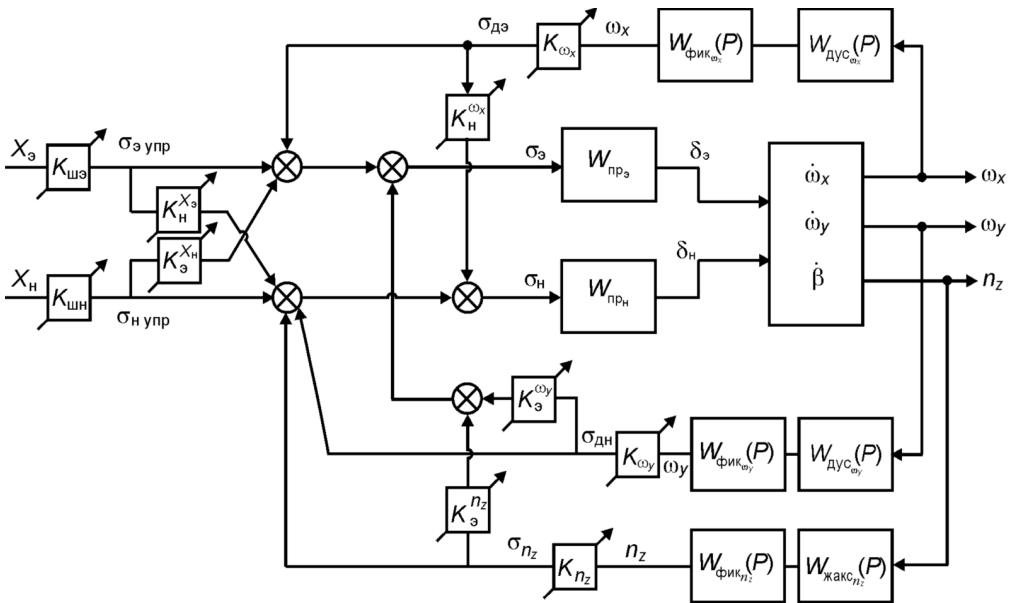 σдэ
Kωx
ωx
Wфикωx(P)
Wдусωx(P)
Kнωx
Xэ
Kшэ
σэ упр
σэ
Wпрэ
δэ
ω̇x
ωx
KнXэ
ω̇y
ωy
KэXн
Xн
Kшн
σн упр
σн
Wпрн
δн
β̇
nz
Kэωy
σдн
Kωy
ωy
Wфикωy(P)
Wдусωy(P)
Kэnz
σnz
Knz
nz
Wфикnz(P)
Wжаксnz(P)